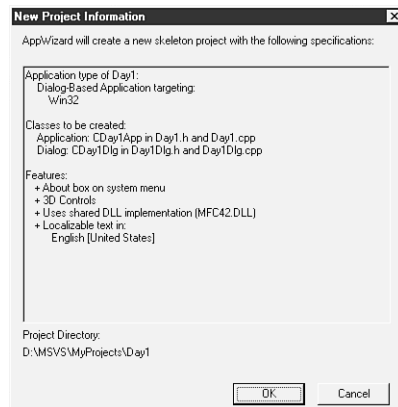 New Project Information
AppWizard will create a new skeleton project with the following specifications:
Application type of Day1:
Dialog-Based Application targeting:
Win32
Classes to be created:
Application: CDay1App in Day1.h and Day1.cpp
Dialog: CDay1Dlg in Day1Dlg.h and Day1Dlg.cpp
Features:
+ About box on system menu
+ 3D Controls
+ Uses shared DLL implementation (MFC42.DLL)
+ Localizable text in:
English [United States]
Project Directory:
D:\MSVS\MyProjects\Day1
OK Cancel